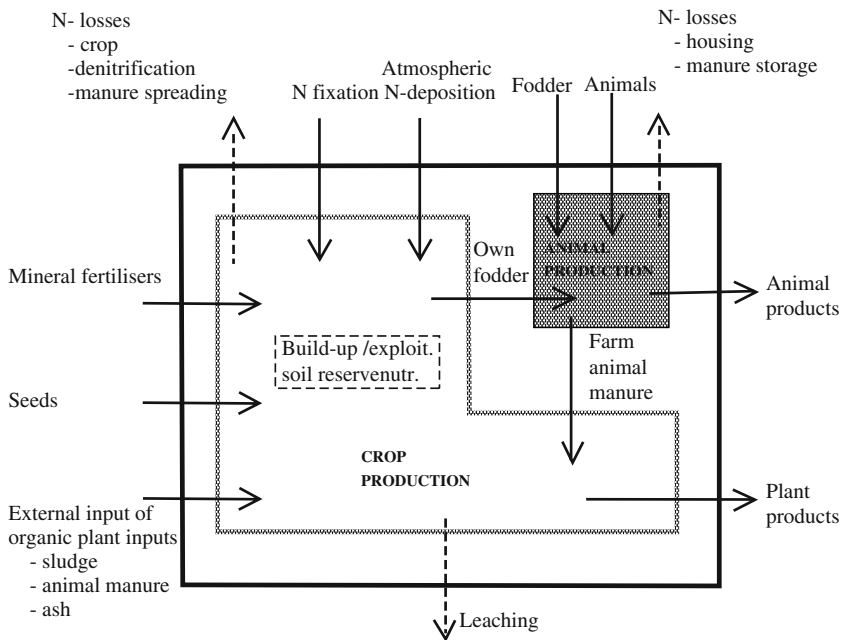 N- losses
- crop
-denitrification
-manure spreading
N fixation
Atmospheric
N-deposition
Fodder
Animals
N- losses
- housing
- manure storage
Mineral fertilisers
Seeds
External input of
organic plant inputs
- sludge
- animal manure
- ash
Build-up /exploit.
soil reservenutr.
CROP
PRODUCTION
Own
fodder
ANIMAL
PRODUCTION
Farm
animal
manure
Animal
products
Plant
products
Leaching